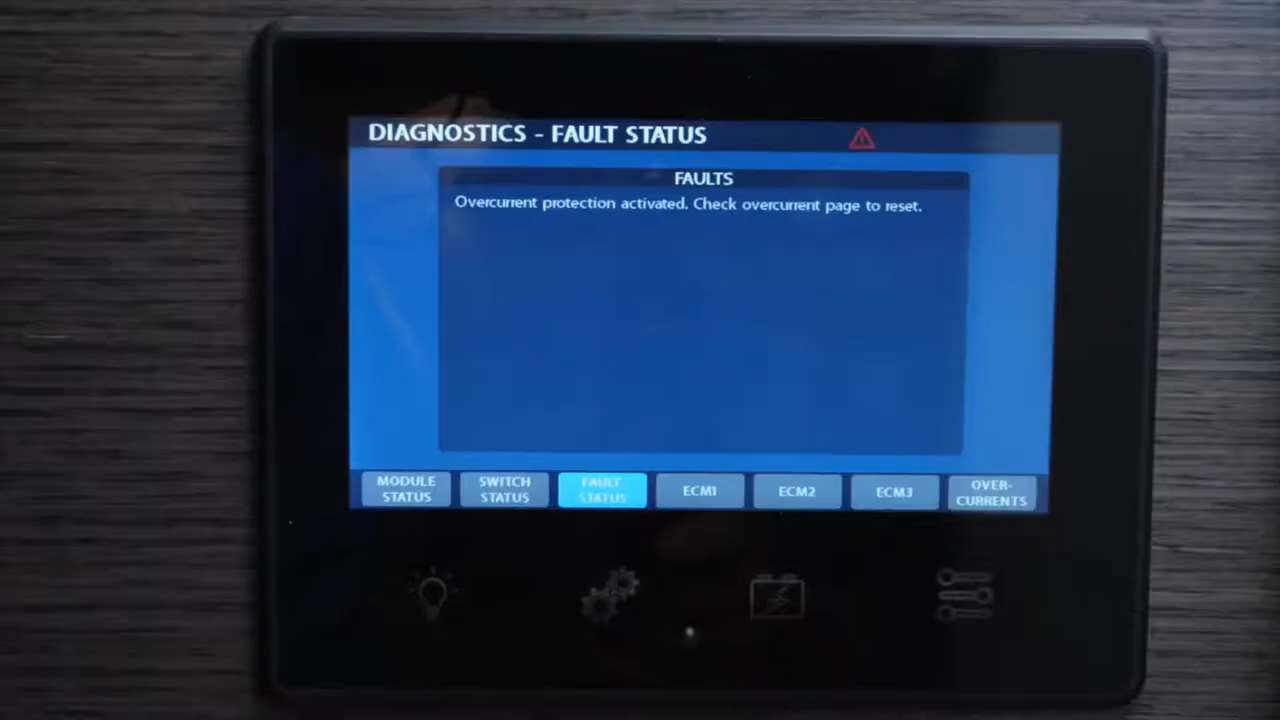 DIAGNOSTICS - FAULT STATUS
FAULTS
Overcurrent protection activated. Check overcurrent page to reset.
MODULE
STATUS
SWITCH
STATUS
FAULT
STATUS
ECM1
ECM2
ECM3
OVER-
CURRENTS